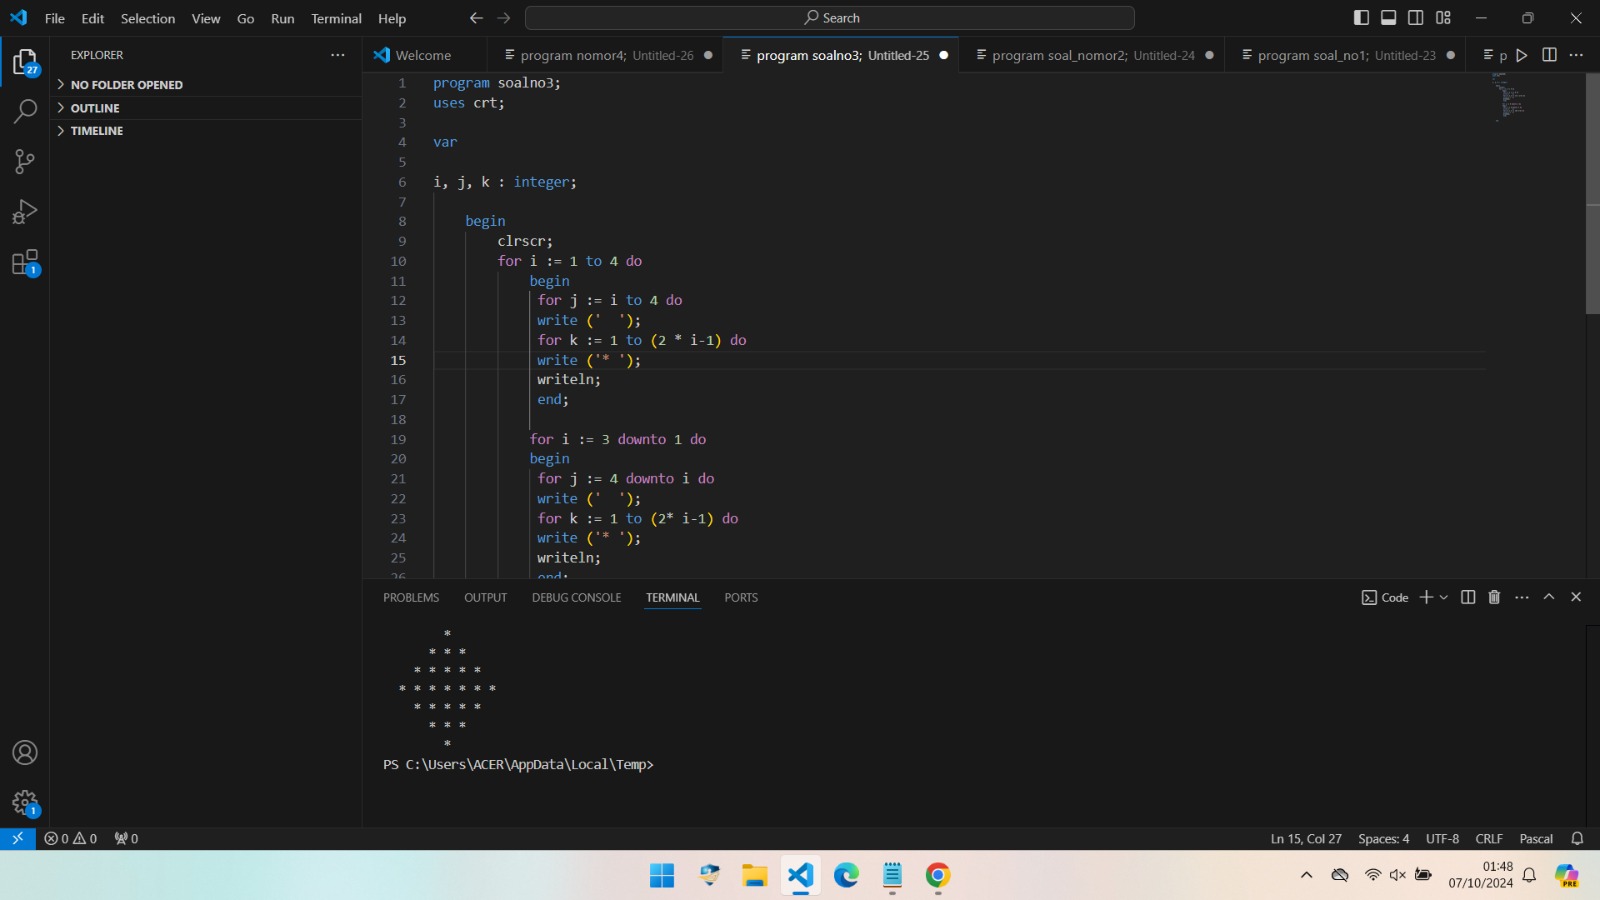 File Edit Selection View Go Run Terminal Help
Search
EXPLORER
NO FOLDER OPENED
OUTLINE
TIMELINE
27
1
1
Welcome
program nomor4; Untitled-26
program soalno3; Untitled-25
program soal_nomor2; Untitled-24
program soal_no1; Untitled-23
p
1 program soalno3;
2 uses crt;
3
4 var
5
6 i, j, k : integer;
7
8 begin
9 clrscr;
10 for i := 1 to 4 do
11 begin
12 for j := i to 4 do
13 write ('  ');
14 for k := 1 to (2 * i-1) do
15 write ('* ');
16 writeln;
17 end;
18
19 for i := 3 downto 1 do
20 begin
21 for j := 4 downto i do
22 write ('  ');
23 for k := 1 to (2* i-1) do
24 write ('* ');
25 writeln;
26 end;
PROBLEMS OUTPUT DEBUG CONSOLE TERMINAL PORTS
Code
*
* * *
* * * * *
* * * * * * *
* * * * *
* * *
*
PS C:\Users\ACER\AppData\Local\Temp>
0 0 0
Ln 15, Col 27 Spaces: 4 UTF-8 CRLF Pascal
01:48
07/10/2024
PRE